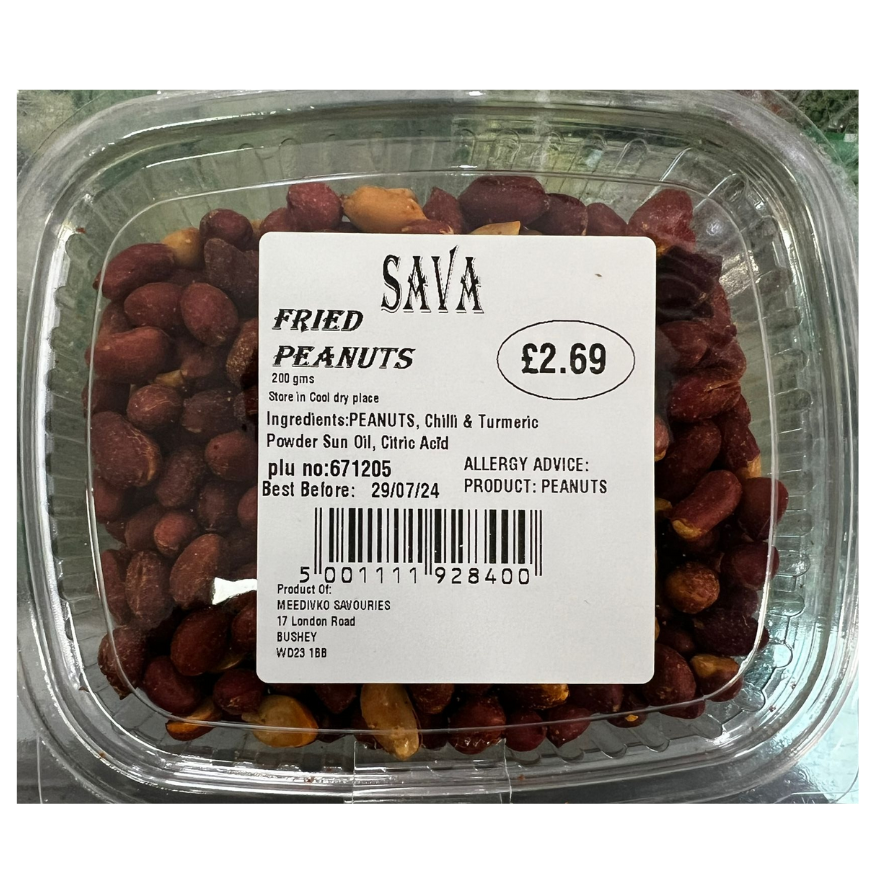 SAVA
FRIED
PEANUTS
£2.69
200 gms
Store in Cool dry place
Ingredients:PEANUTS, Chilli & Turmeric
Powder Sun Oil, Citric Acid
plu no:671205
ALLERGY ADVICE:
Best Before: 29/07/24
PRODUCT: PEANUTS
5 001111 928400
Product Of:
MEEDIVKO SAVOURIES
17 London Road
BUSHEY
WD23 1BB